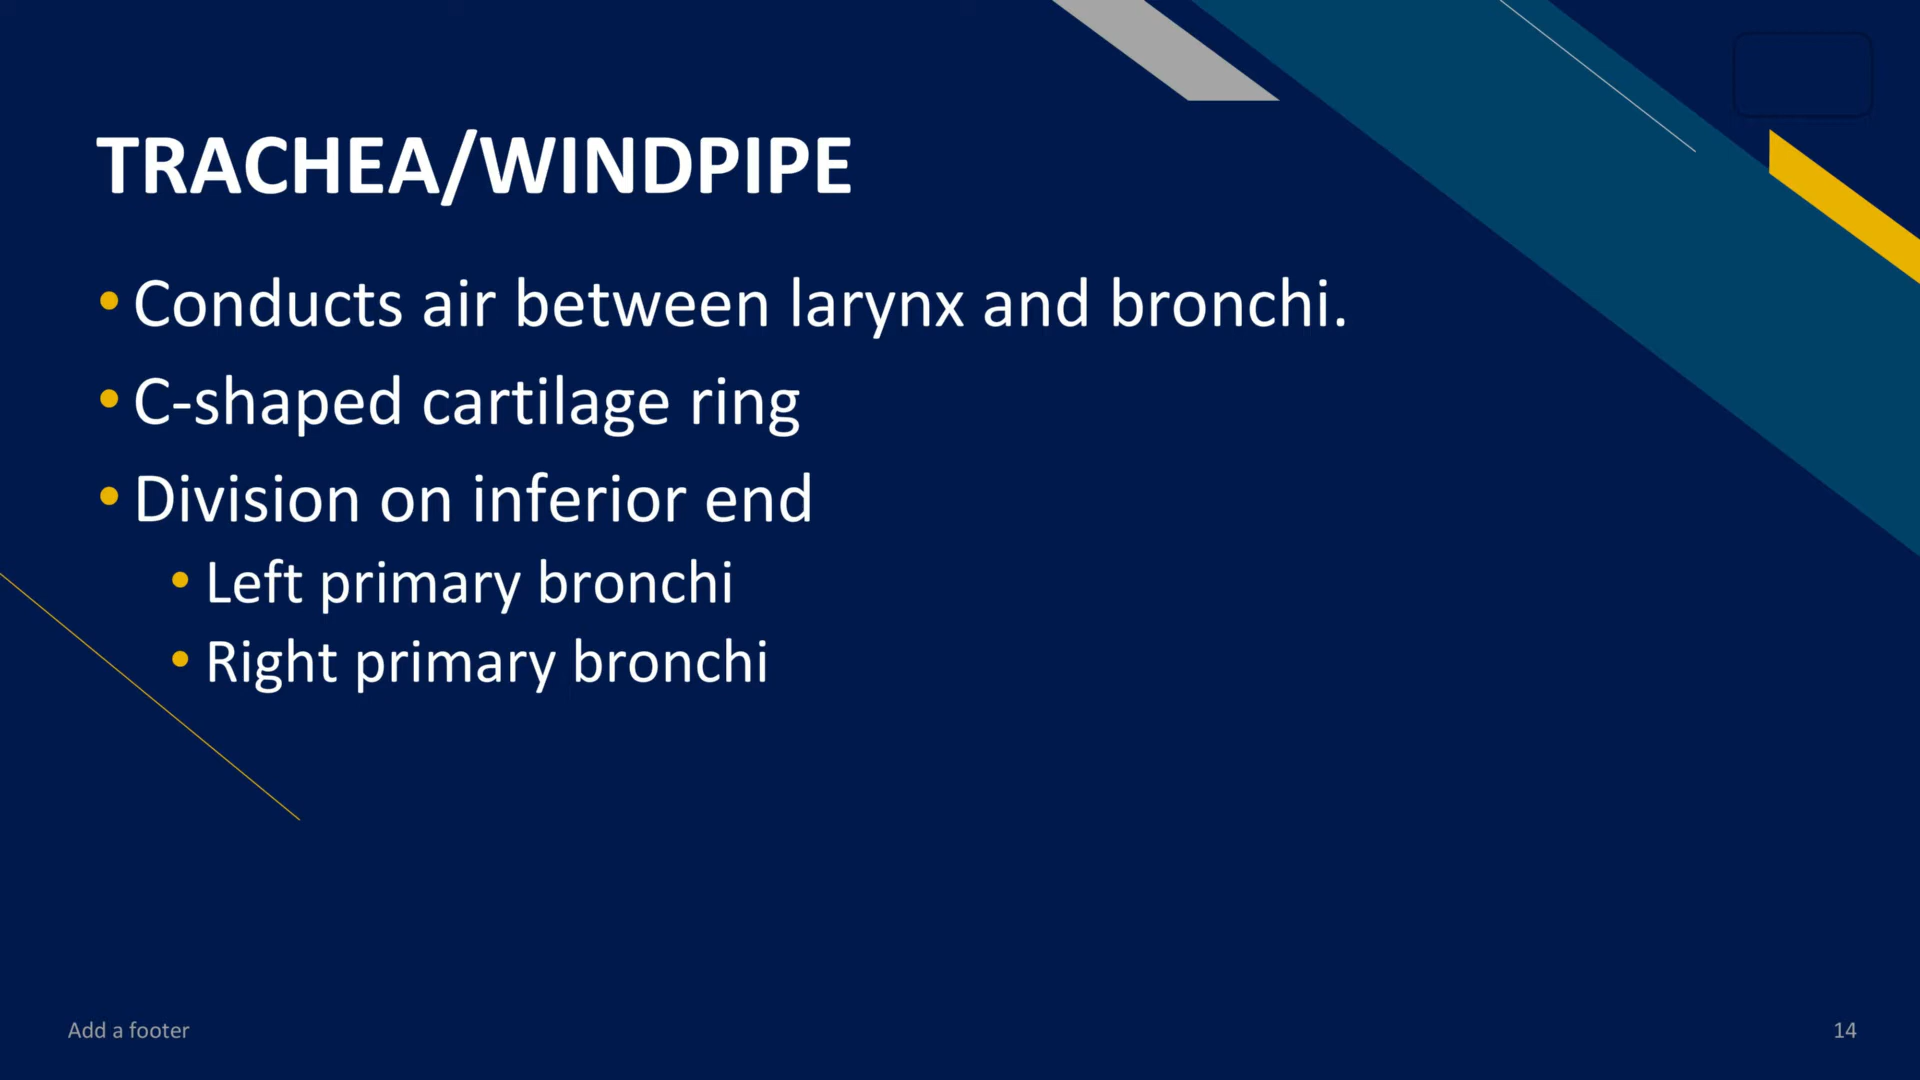 TRACHEA/WINDPIPE
• Conducts air between larynx and bronchi.
• C-shaped cartilage ring
• Division on inferior end
• Left primary bronchi
• Right primary bronchi
Add a footer
14